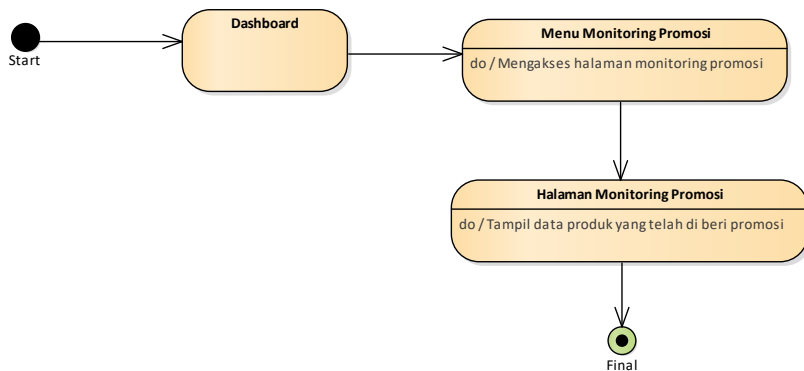 Start
Dashboard
Menu Monitoring Promosi
do / Mengakses halaman monitoring promosi
Halaman Monitoring Promosi
do / Tampil data produk yang telah di beri promosi
Final